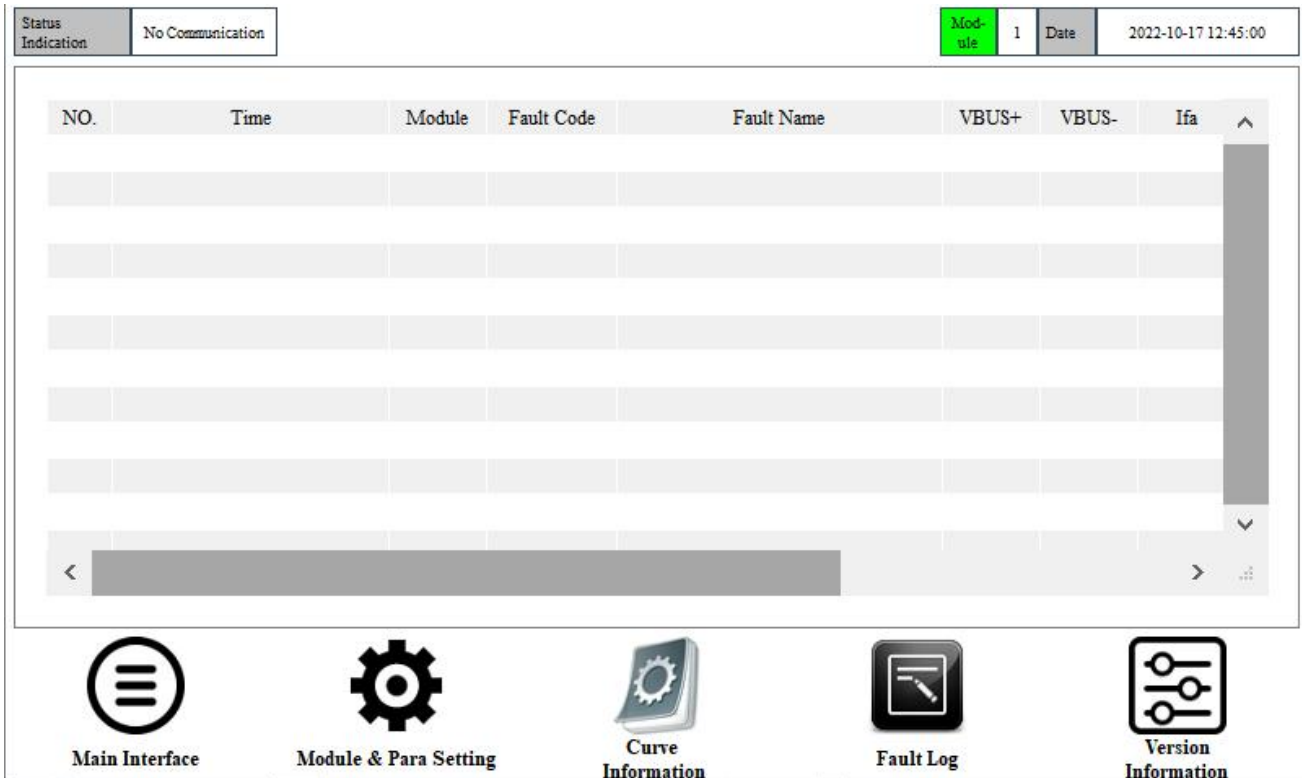 Status
Indication
No Communication
Mod-
ule
1
Date
2022-10-17 12:45:00
NO. Time Module Fault Code Fault Name VBUS+ VBUS- Ifa
Main Interface
Module & Para Setting
Curve
Information
Fault Log
Version
Information